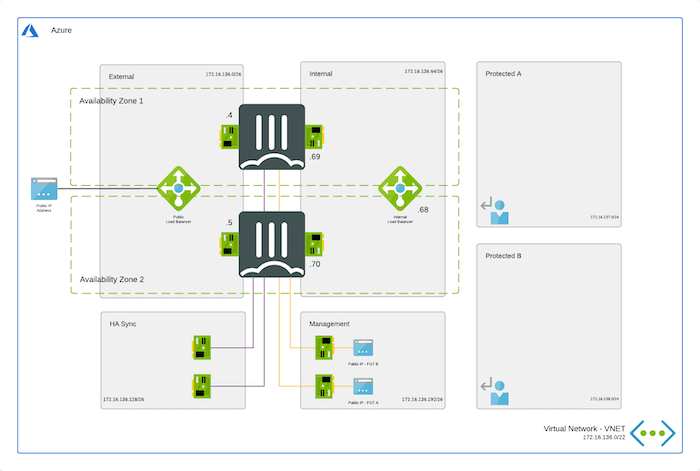 Azure
External
172.16.136.0/26
Internal
172.16.136.64/26
Protected A
Availability Zone 1
.4
.69
Public IP
Address
Public
Load Balancer
Internal
Load Balancer
.68
172.16.137.0/24
.5
.70
Protected B
Availability Zone 2
HA Sync
Management
Public IP - FGT B
Public IP - FGT A
172.16.136.128/26
172.16.136.192/26
172.16.138.0/24
Virtual Network - VNET
172.16.136.0/22